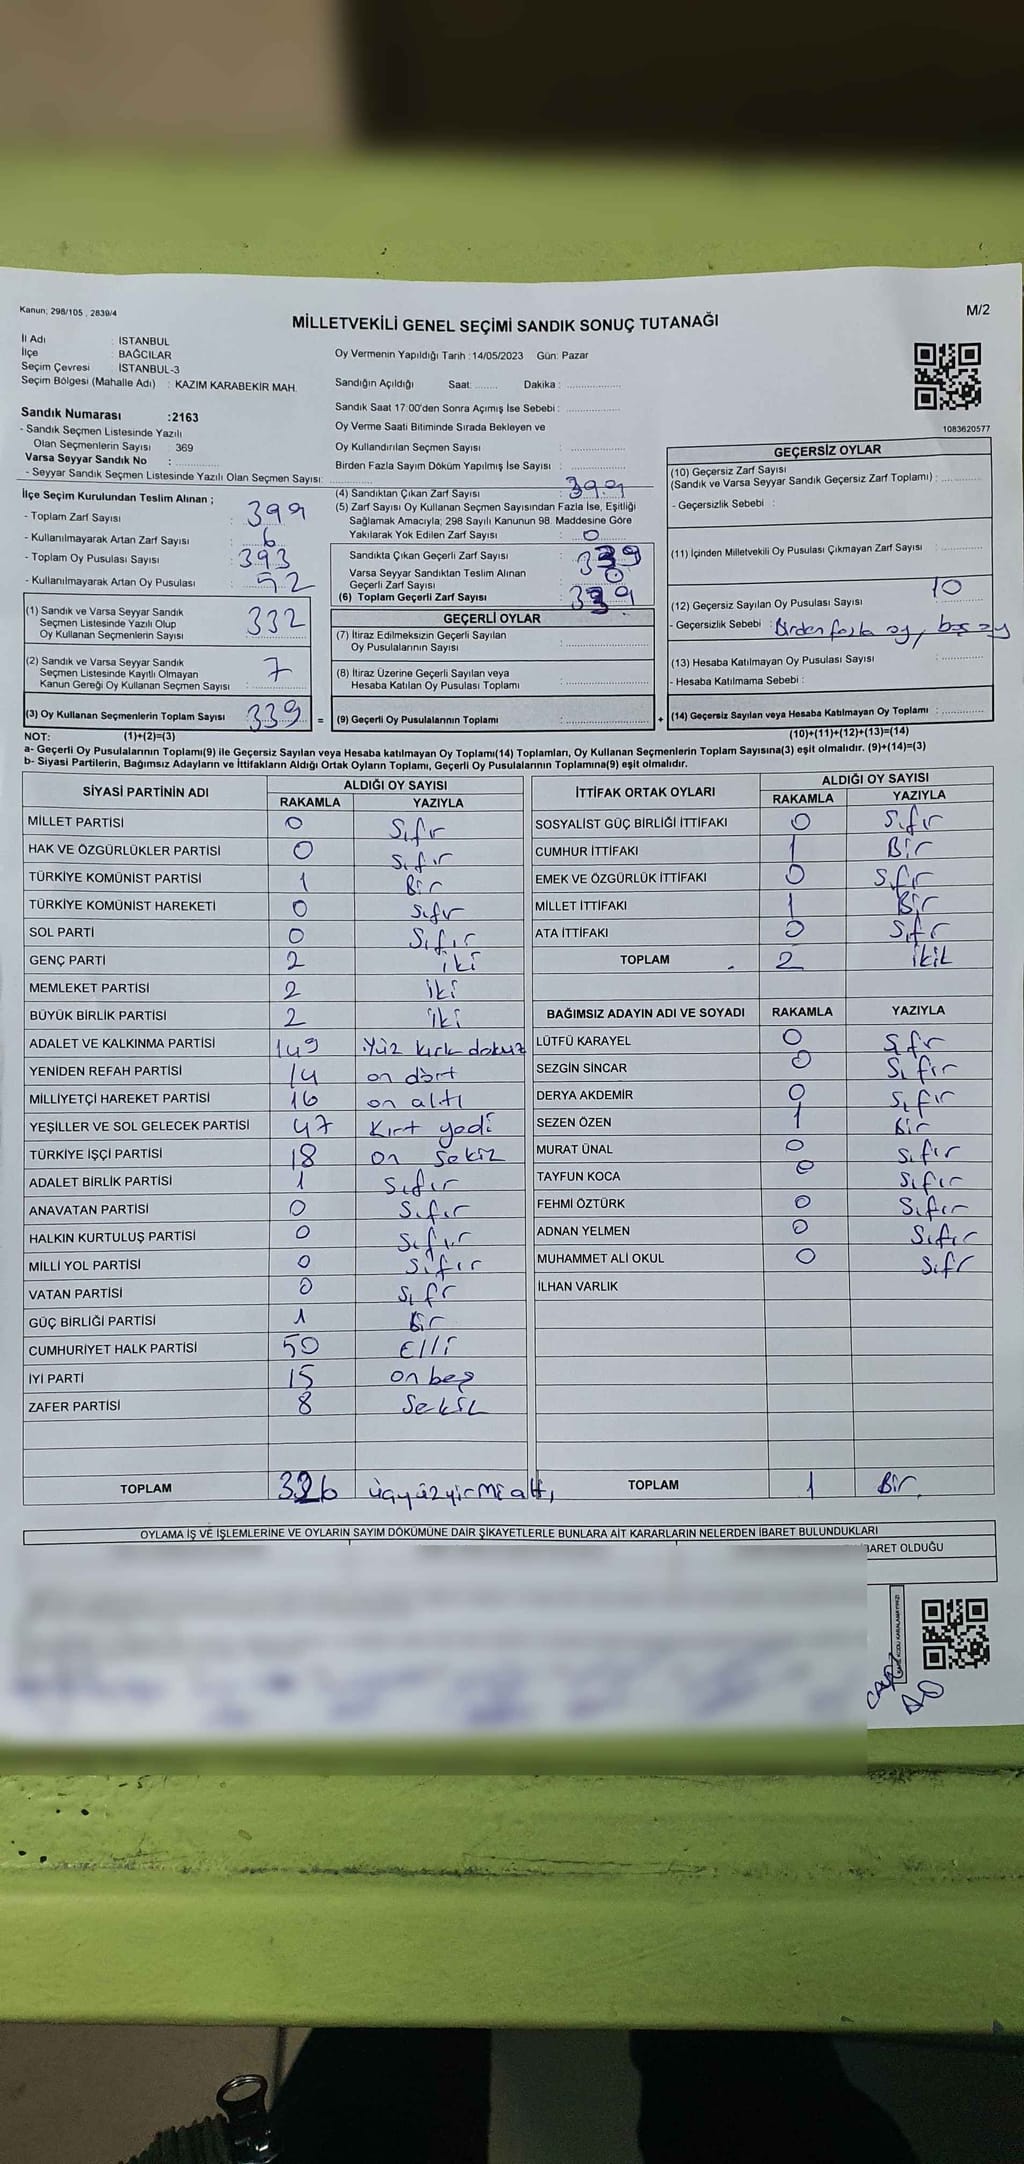 Kanun; 298/105 , 2839/4
M/2
MİLLETVEKİLİ GENEL SEÇİMİ SANDIK SONUÇ TUTANAĞI
İl Adı : İSTANBUL
İlçe : BAĞCILAR
Seçim Çevresi : İSTANBUL-3
Seçim Bölgesi (Mahalle Adı) : KAZIM KARABEKİR MAH.
Oy Vermenin Yapıldığı Tarih :14/05/2023 Gün: Pazar
Sandığın Açıldığı Saat: ........ Dakika : ...............
Sandık Saat 17:00'den Sonra Açımış İse Sebebi : ...............
Oy Verme Saati Bitiminde Sırada Bekleyen ve
Oy Kullandırılan Seçmen Sayısı : ...............
Birden Fazla Sayım Döküm Yapılmış İse Sayısı : ...............
1083620577
Sandık Numarası :2163
- Sandık Seçmen Listesinde Yazılı
Olan Seçmenlerin Sayısı : 369
Varsa Seyyar Sandık No : ............
- Seyyar Sandık Seçmen Listesinde Yazılı Olan Seçmen Sayısı: ...............
İlçe Seçim Kurulundan Teslim Alınan ;
- Toplam Zarf Sayısı : 399
- Kullanılmayarak Artan Zarf Sayısı : 6
- Toplam Oy Pusulası Sayısı : 393
- Kullanılmayarak Artan Oy Pusulası : 52
(1) Sandık ve Varsa Seyyar Sandık
Seçmen Listesinde Yazılı Olup
Oy Kullanan Seçmenlerin Sayısı : 332
(2) Sandık ve Varsa Seyyar Sandık
Seçmen Listesinde Kayıtlı Olmayan
Kanun Gereği Oy Kullanan Seçmen Sayısı : 7
(3) Oy Kullanan Seçmenlerin Toplam Sayısı : 339 =
(4) Sandıktan Çıkan Zarf Sayısı : 399
(5) Zarf Sayısı Oy Kullanan Seçmen Sayısından Fazla İse, Eşitliği
Sağlamak Amacıyla; 298 Sayılı Kanunun 98. Maddesine Göre
Yakılarak Yok Edilen Zarf Sayısı : 0
Sandıkta Çıkan Geçerli Zarf Sayısı : 339
Varsa Seyyar Sandıktan Teslim Alınan
Geçerli Zarf Sayısı : 0
(6) Toplam Geçerli Zarf Sayısı : 339
GEÇERLİ OYLAR
(7) İtiraz Edilmeksizin Geçerli Sayılan
Oy Pusulalarının Sayısı : ...............
(8) İtiraz Üzerine Geçerli Sayılan veya
Hesaba Katılan Oy Pusulası Toplamı : ...............
(9) Geçerli Oy Pusulalarının Toplamı : ............... +
GEÇERSİZ OYLAR
(10) Geçersiz Zarf Sayısı
(Sandık ve Varsa Seyyar Sandık Geçersiz Zarf Toplamı) : ............
- Geçersizlik Sebebi :
(11) İçinden Milletvekili Oy Pusulası Çıkmayan Zarf Sayısı : ............
(12) Geçersiz Sayılan Oy Pusulası Sayısı : 10
- Geçersizlik Sebebi : Birden fazla oy, boş oy
(13) Hesaba Katılmayan Oy Pusulası Sayısı : ............
- Hesaba Katılmama Sebebi :
(14) Geçersiz Sayılan veya Hesaba Katılmayan Oy Toplamı : ............
NOT: (1)+(2)=(3) (10)+(11)+(12)+(13)=(14)
a- Geçerli Oy Pusulalarının Toplamı(9) ile Geçersiz Sayılan veya Hesaba katılmayan Oy Toplamı(14) Toplamları, Oy Kullanan Seçmenlerin Toplam Sayısına(3) eşit olmalıdır. (9)+(14)=(3)
b- Siyasi Partilerin, Bağımsız Adayların ve İttifakların Aldığı Ortak Oyların Toplamı, Geçerli Oy Pusulalarının Toplamına(9) eşit olmalıdır.
SİYASİ PARTİNİN ADI ALDIĞI OY SAYISI
RAKAMLA YAZIYLA
MİLLET PARTİSİ 0 Sıfır
HAK VE ÖZGÜRLÜKLER PARTİSİ 0 Sıfır
TÜRKİYE KOMÜNİST PARTİSİ 1 Bir
TÜRKİYE KOMÜNİST HAREKETİ 0 Sıfır
SOL PARTİ 0 Sıfır
GENÇ PARTİ 2 iki
MEMLEKET PARTİSİ 2 iki
BÜYÜK BİRLİK PARTİSİ 2 iki
ADALET VE KALKINMA PARTİSİ 149 Yüz kırk dokuz
YENİDEN REFAH PARTİSİ 14 on dört
MİLLİYETÇİ HAREKET PARTİSİ 16 on altı
YEŞİLLER VE SOL GELECEK PARTİSİ 47 Kırt yedi
TÜRKİYE İŞÇİ PARTİSİ 18 on Sekiz
ADALET BİRLİK PARTİSİ 1 Sıfır
ANAVATAN PARTİSİ 0 Sıfır
HALKIN KURTULUŞ PARTİSİ 0 Sıfır
MİLLİ YOL PARTİSİ 0 Sıfır
VATAN PARTİSİ 0 Sıfır
GÜÇ BİRLİĞİ PARTİSİ 1 Bir
CUMHURİYET HALK PARTİSİ 50 Elli
İYİ PARTİ 15 on beş
ZAFER PARTİSİ 8 Sekiz
TOPLAM 326 üçyüzyirmialtı
İTTİFAK ORTAK OYLARI ALDIĞI OY SAYISI
RAKAMLA YAZIYLA
SOSYALİST GÜÇ BİRLİĞİ İTTİFAKI 0 Sıfır
CUMHUR İTTİFAKI 1 Bir
EMEK VE ÖZGÜRLÜK İTTİFAKI 0 Sıfır
MİLLET İTTİFAKI 1 Bir
ATA İTTİFAKI 0 Sıfır
TOPLAM 2
BAĞIMSIZ ADAYIN ADI VE SOYADI RAKAMLA YAZIYLA
LÜTFÜ KARAYEL 0 Sıfır
SEZGİN SİNCAR 0 Sıfır
DERYA AKDEMİR 0 Sıfır
SEZEN ÖZEN 1 Bir
MURAT ÜNAL 0 Sıfır
TAYFUN KOCA 0 Sıfır
FEHMİ ÖZTÜRK 0 Sıfır
ADNAN YELMEN 0 Sıfır
MUHAMMET ALİ OKUL 0 Sıfır
İLHAN VARLIK
TOPLAM 1 Bir
OYLAMA İŞ VE İŞLEMLERİNE VE OYLARIN SAYIM DÖKÜMÜNE DAİR ŞİKAYETLERLE BUNLARA AİT KARARLARIN NELERDEN İBARET BULUNDUKLARI
BARET OLDUĞU